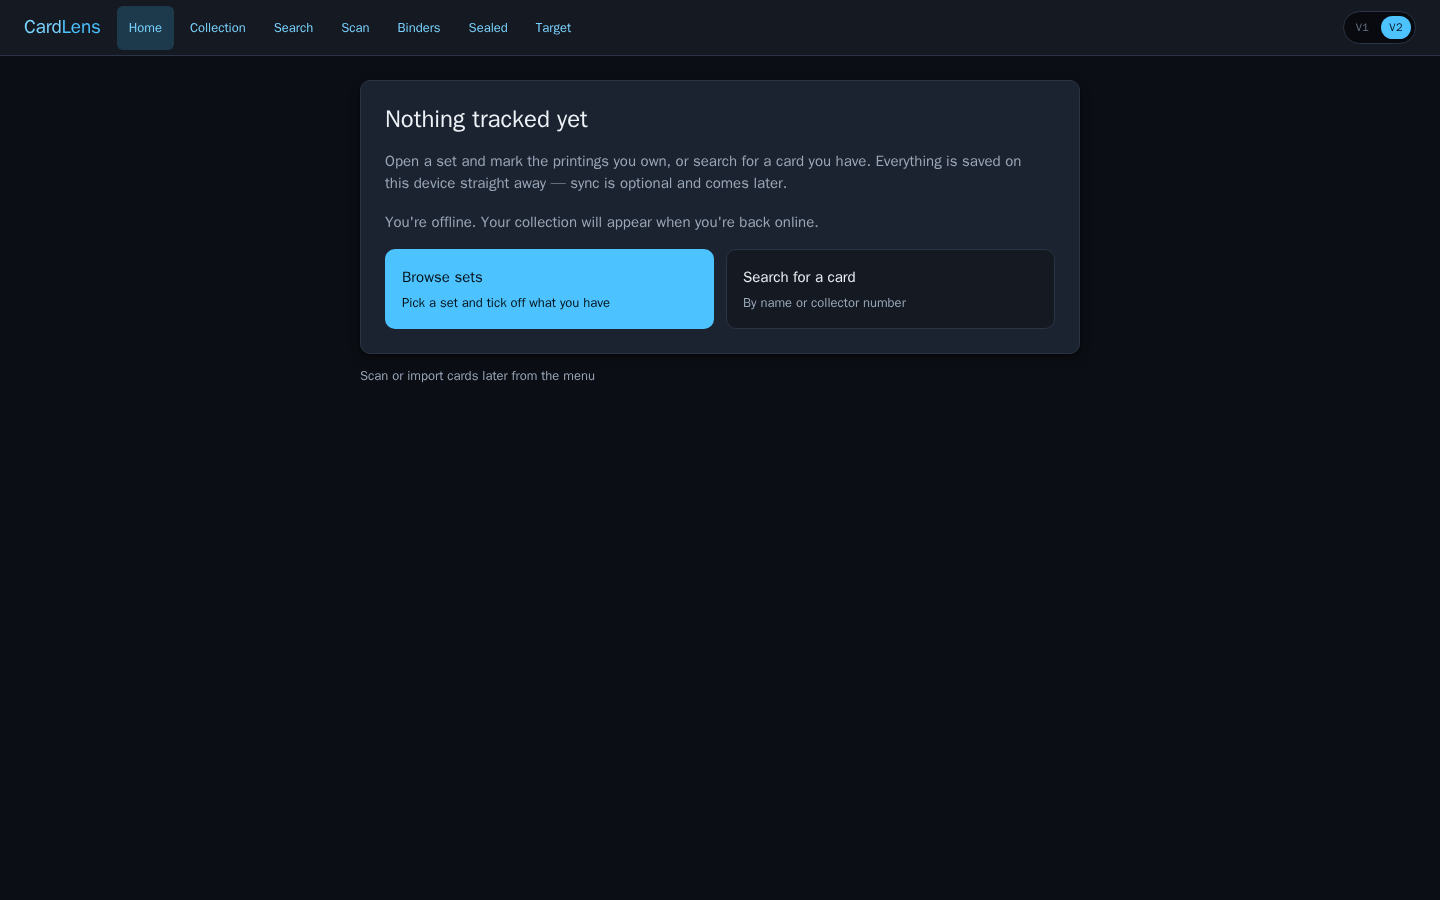 CardLens
Home
Collection
Search
Scan
Binders
Sealed
Target
V1
V2
Nothing tracked yet
Open a set and mark the printings you own, or search for a card you have. Everything is saved on
this device straight away — sync is optional and comes later.
You're offline. Your collection will appear when you're back online.
Browse sets
Pick a set and tick off what you have
Search for a card
By name or collector number
Scan or import cards later from the menu